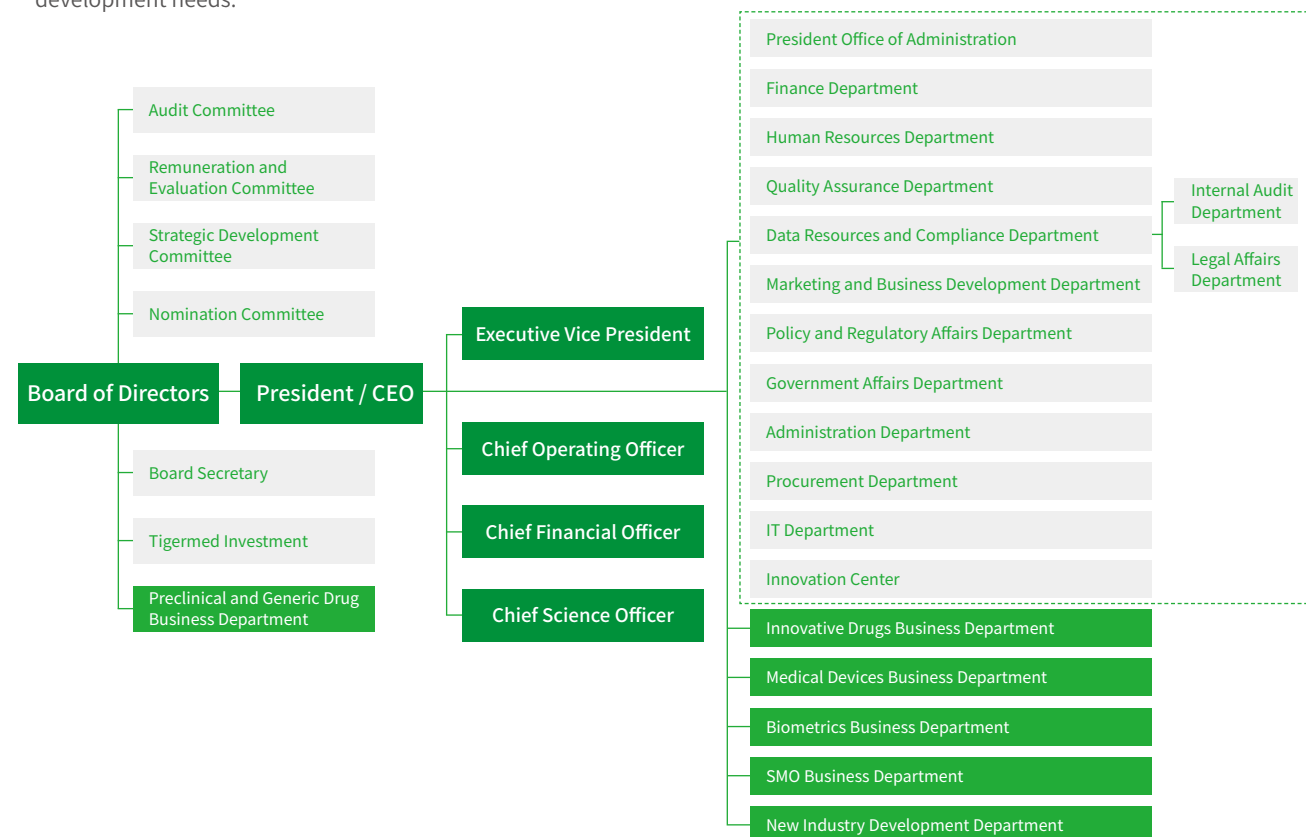 development needs.
Audit Committee
Remuneration and
Evaluation Committee
Strategic Development
Committee
Nomination Committee
Board of Directors
Board Secretary
Tigermed Investment
Preclinical and Generic Drug
Business Department
President / CEO
Executive Vice President
Chief Operating Officer
Chief Financial Officer
Chief Science Officer
President Office of Administration
Finance Department
Human Resources Department
Quality Assurance Department
Data Resources and Compliance Department
Marketing and Business Development Department
Policy and Regulatory Affairs Department
Government Affairs Department
Administration Department
Procurement Department
IT Department
Innovation Center
Innovative Drugs Business Department
Medical Devices Business Department
Biometrics Business Department
SMO Business Department
New Industry Development Department
Internal Audit
Department
Legal Affairs
Department